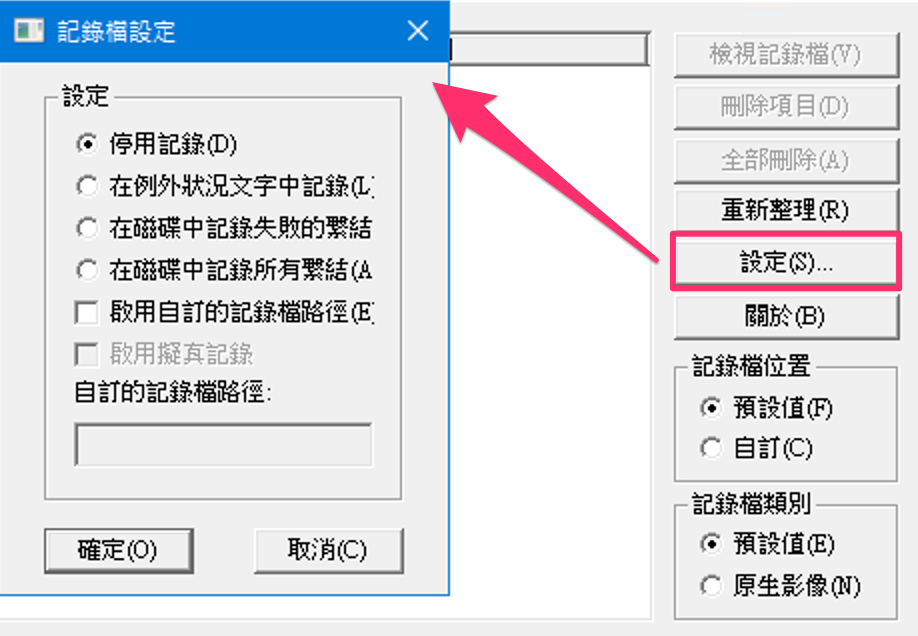 記錄檔設定
設定
停用記錄(D)
在例外狀況文字中記錄(L)
在磁碟中記錄失敗的繫結
在磁碟中記錄所有繫結(A
啟用自訂的記錄檔路徑(E)
啟用擬真記錄
自訂的記錄檔路徑:
確定(O)
取消(C)
檢視記錄檔(V)
刪除項目(D)
全部刪除(A)
重新整理(R)
設定(S)...
關於(B)
記錄檔位置
預設值(F)
自訂(C)
記錄檔類別
預設值(E)
原生影像(N)